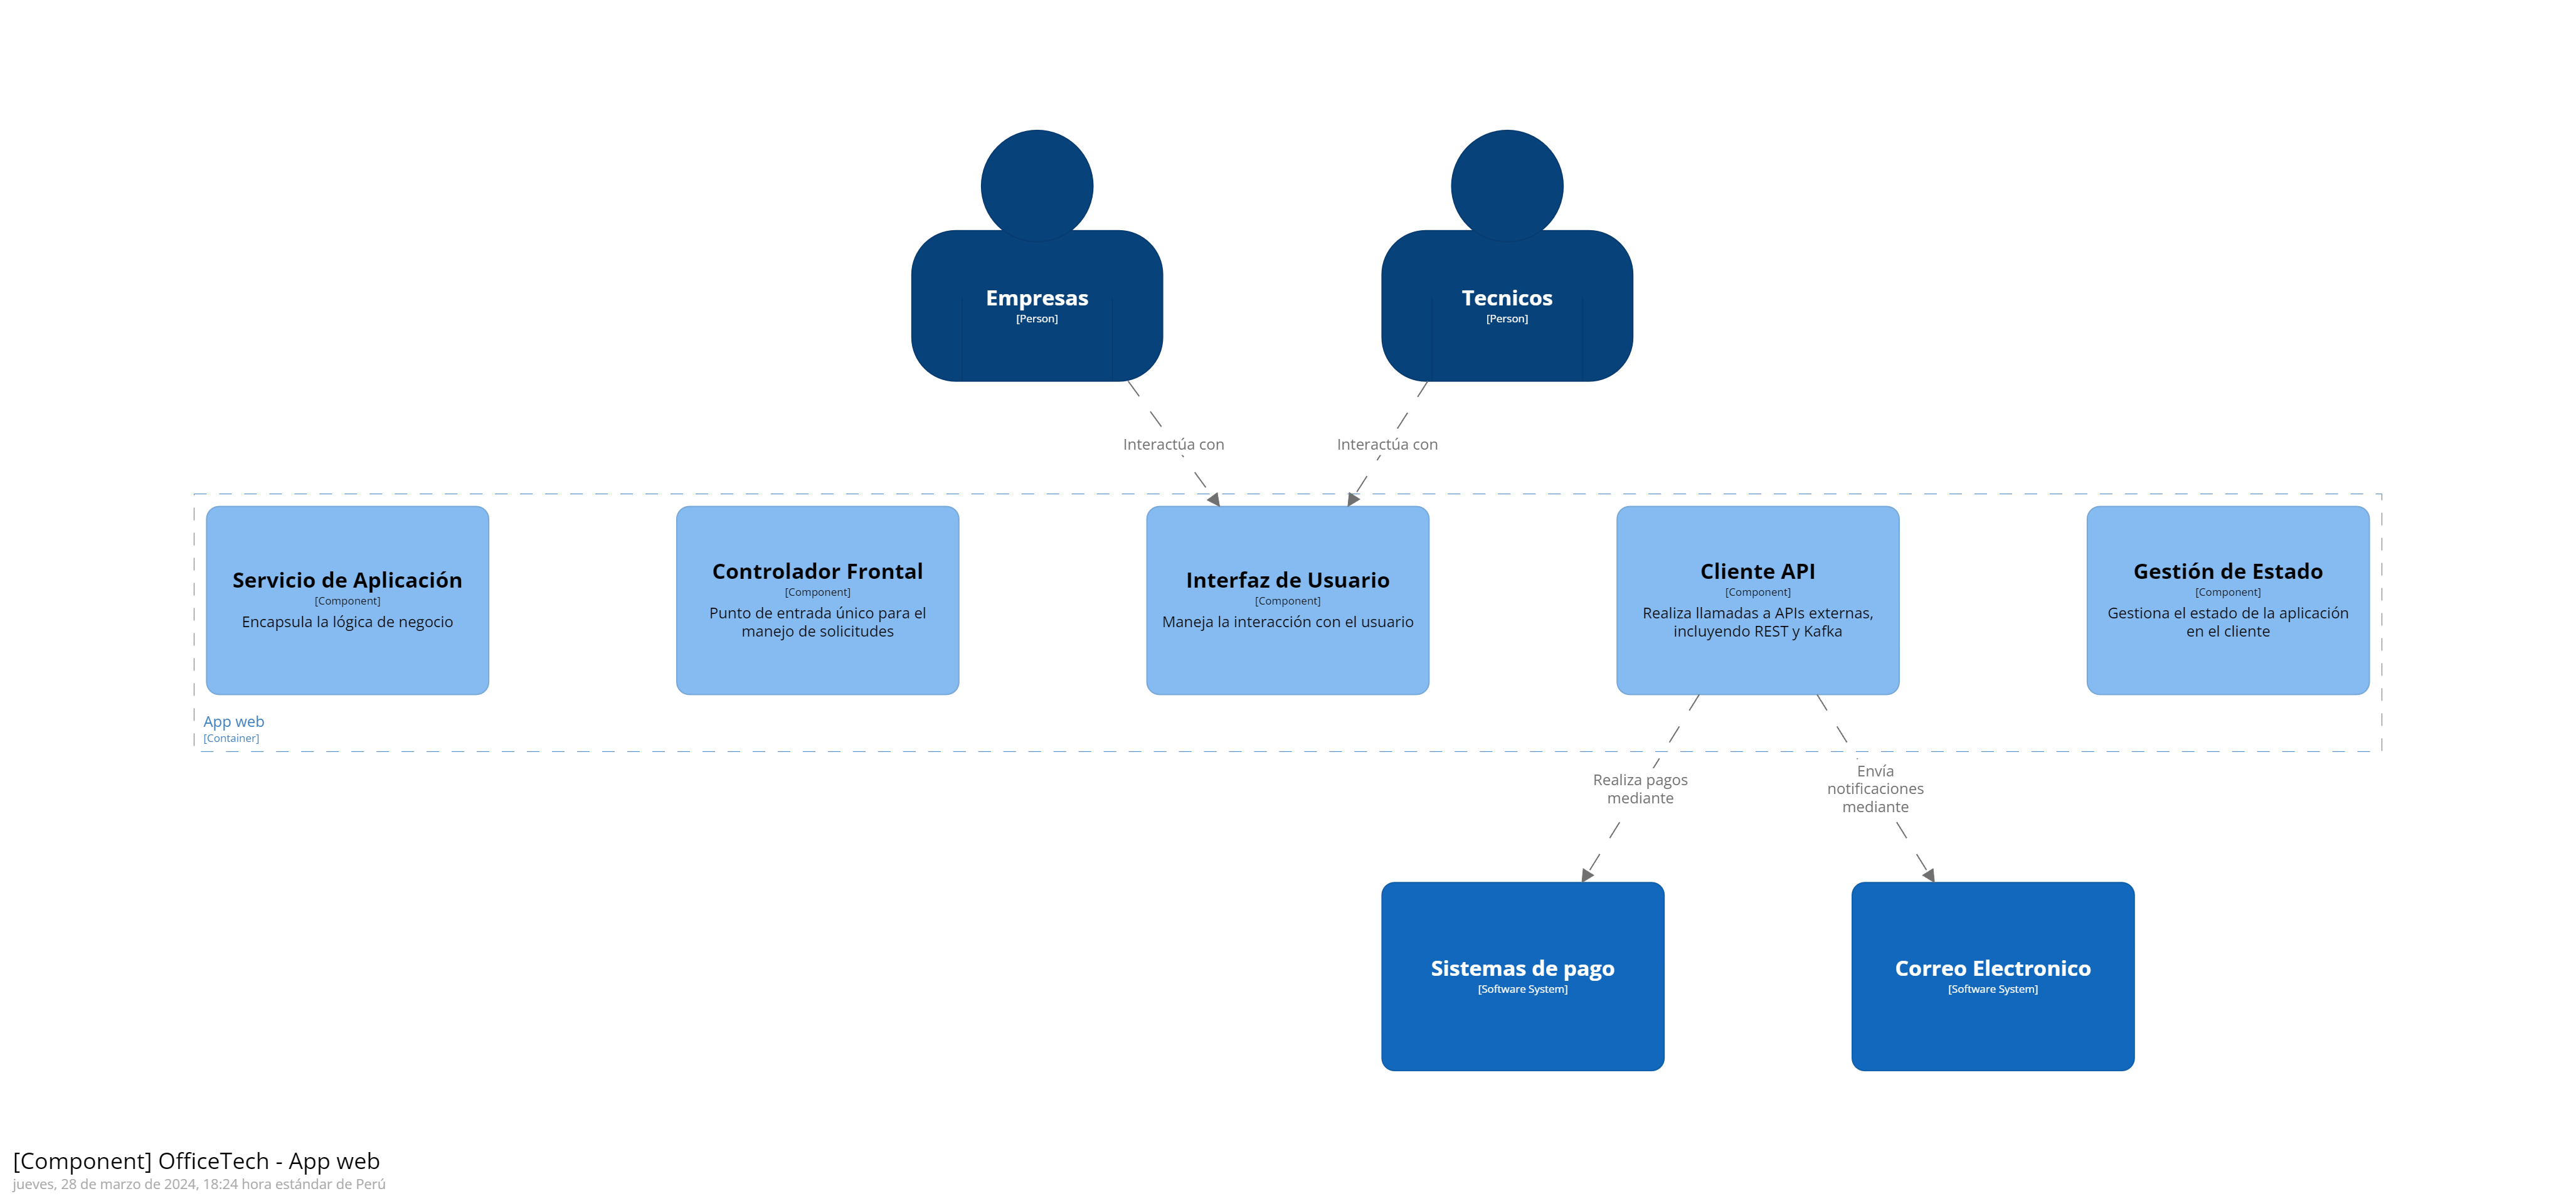 Empresas
[Person]
Tecnicos
[Person]
Interactúa con
Interactúa con
Servicio de Aplicación
[Component]
Encapsula la lógica de negocio
Controlador Frontal
[Component]
Punto de entrada único para el
manejo de solicitudes
Interfaz de Usuario
[Component]
Maneja la interacción con el usuario
Cliente API
[Component]
Realiza llamadas a APIs externas,
incluyendo REST y Kafka
Gestión de Estado
[Component]
Gestiona el estado de la aplicación
en el cliente
App web
[Container]
Realiza pagos
mediante
Envía
notificaciones
mediante
Sistemas de pago
[Software System]
Correo Electronico
[Software System]
[Component] OfficeTech - App web
jueves, 28 de marzo de 2024, 18:24 hora estándar de Perú